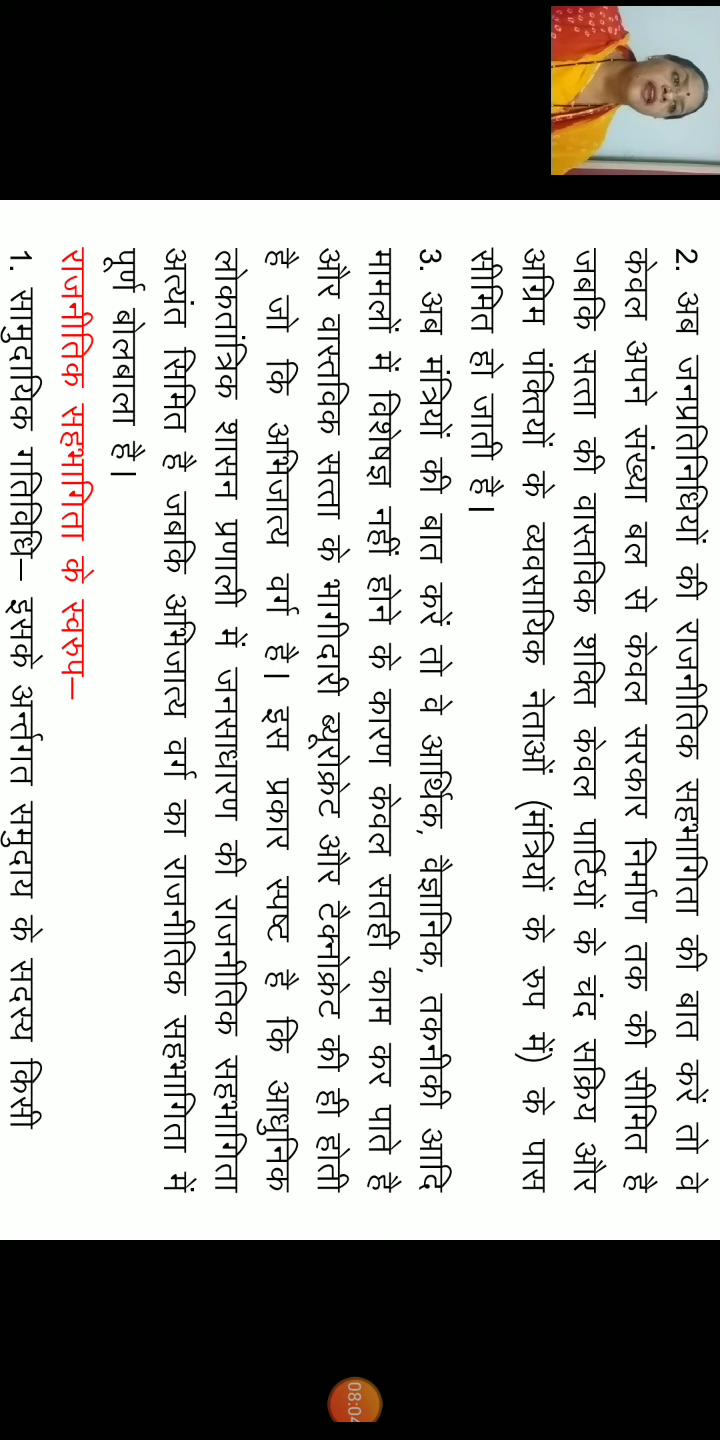 2. अब जनप्रतिनिधियों की राजनीतिक सहभागिता की बात करें तो वे
केवल अपने संख्या बल से केवल सरकार निर्माण तक की सीमित है
जबकि सत्ता की वास्तविक शक्ति केवल पार्टियों के चंद सक्रिय और
अग्रिम पंक्तियों के व्यवसायिक नेताओं (मंत्रियों के रुप में) के पास
सीमित हो जाती है।
3. अब मंत्रियों की बात करें तो वे आर्थिक, वैज्ञानिक, तकनीकी आदि
मामलों में विशेषज्ञ नहीं होने के कारण केवल सतही काम कर पाते है
और वास्तविक सत्ता के भागीदारी ब्युरोक्रेट और टैक्नोक्रेट की ही होती
है जो कि अभिजात्य वर्ग है। इस प्रकार स्पष्ट है कि आधुनिक
लोकतांत्रिक शासन प्रणाली में जनसाधारण की राजनीतिक सहभागिता
अत्यंत सिमित है जबकि अभिजात्य वर्ग का राजनीतिक सहभागिता में
पूर्ण बोलबाला है।
राजनीतिक सहभागिता के स्वरुप–
1. सामुदायिक गतिविधि– इसके अर्न्तगत समुदाय के सदस्य किसी